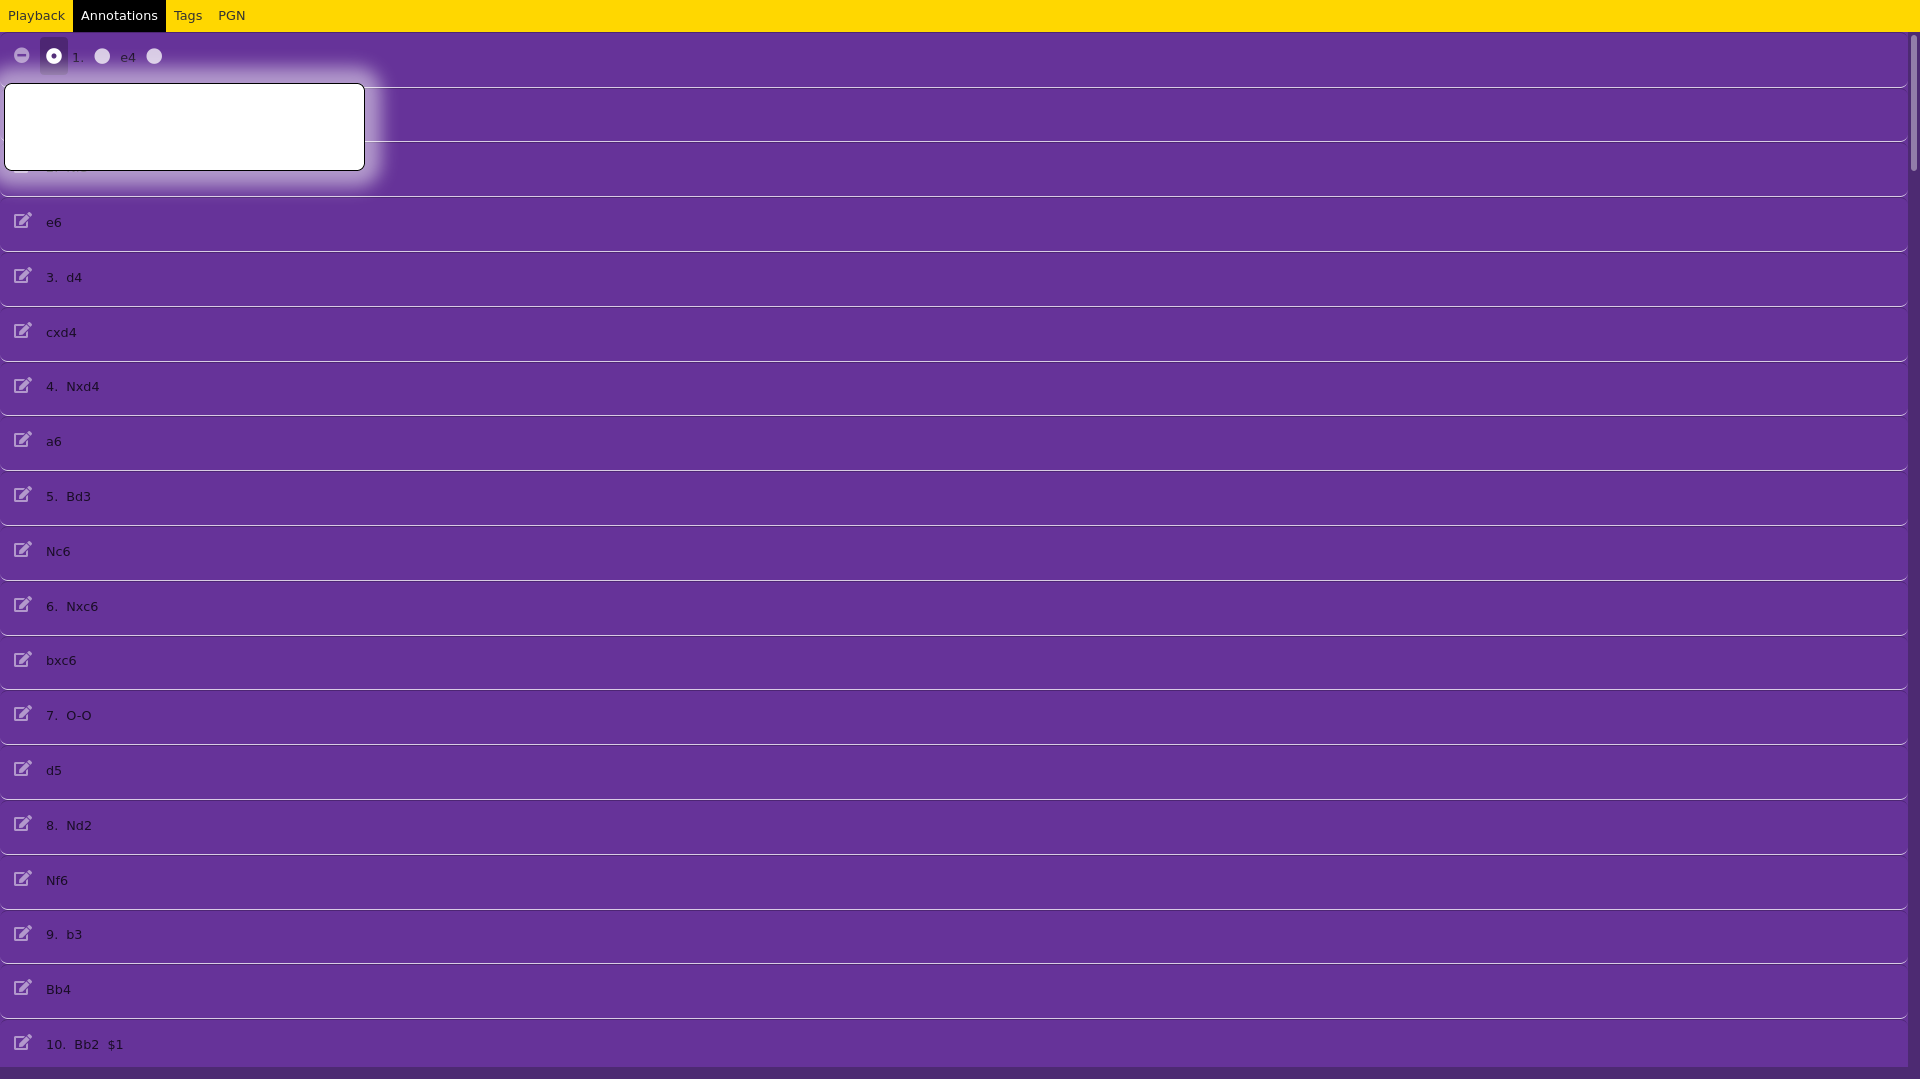 Playback Annotations Tags PGN
1. e4
e6
3. d4
cxd4
4. Nxd4
a6
5. Bd3
Nc6
6. Nxc6
bxc6
7. O-O
d5
8. Nd2
Nf6
9. b3
Bb4
10. Bb2 $1